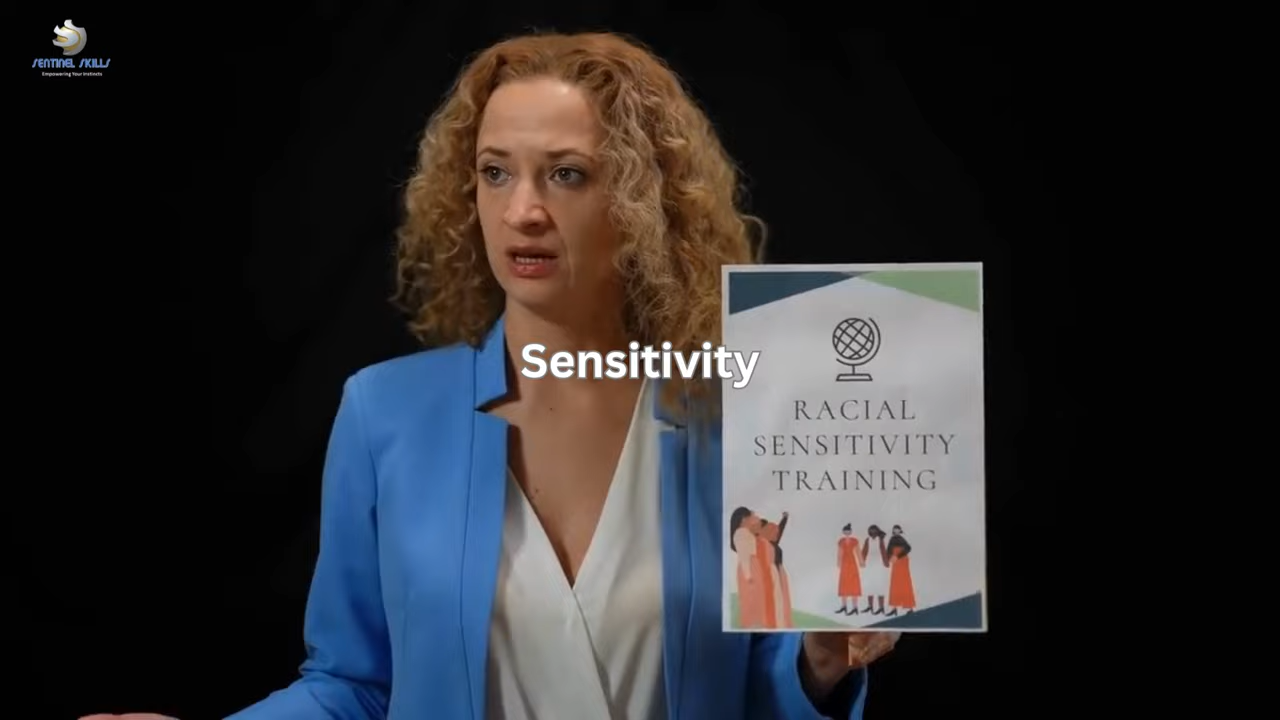 SENTINEL SKILLS
Empowering Your Instincts
Sensitivity
RACIAL
SENSITIVITY
TRAINING